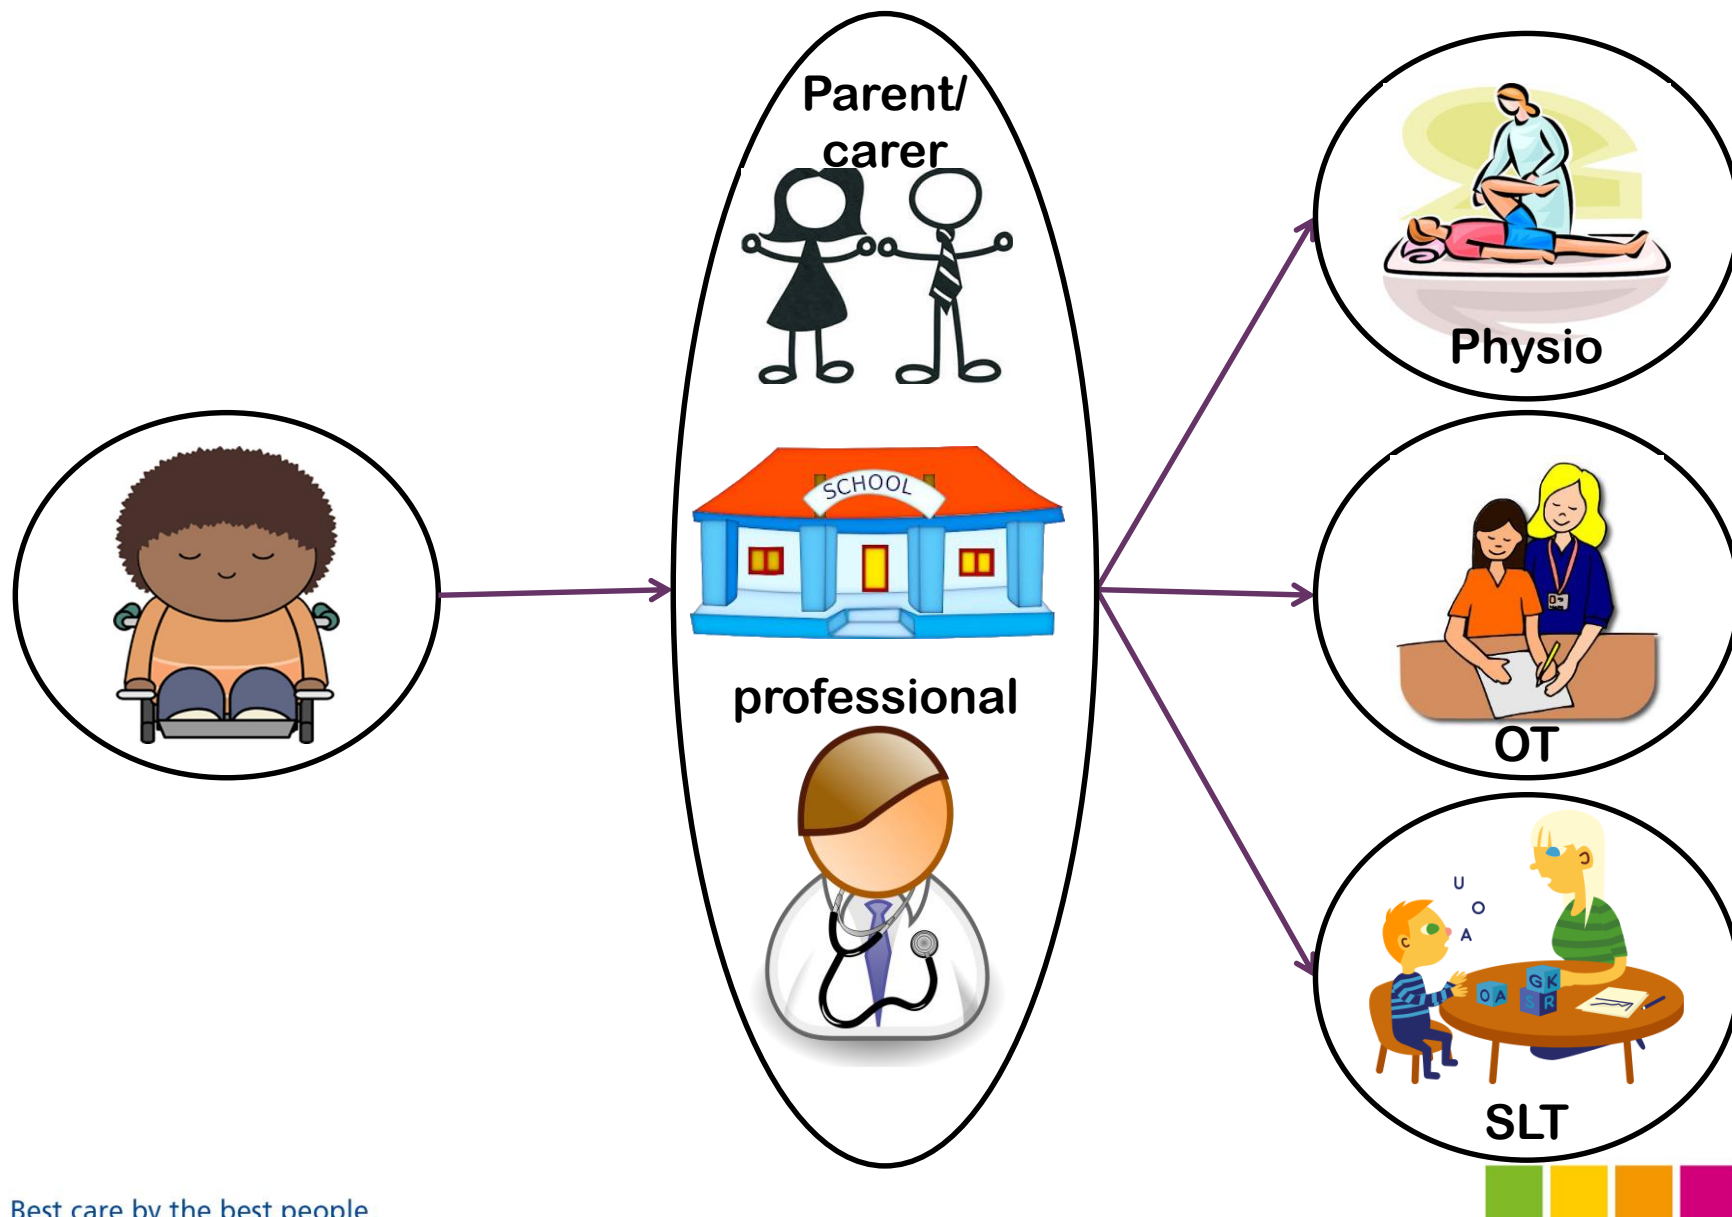 Parent/
carer
SCHOOL
professional
Physio
OT
U
O
A
G K
O A
S R
SLT
Best care by the best people